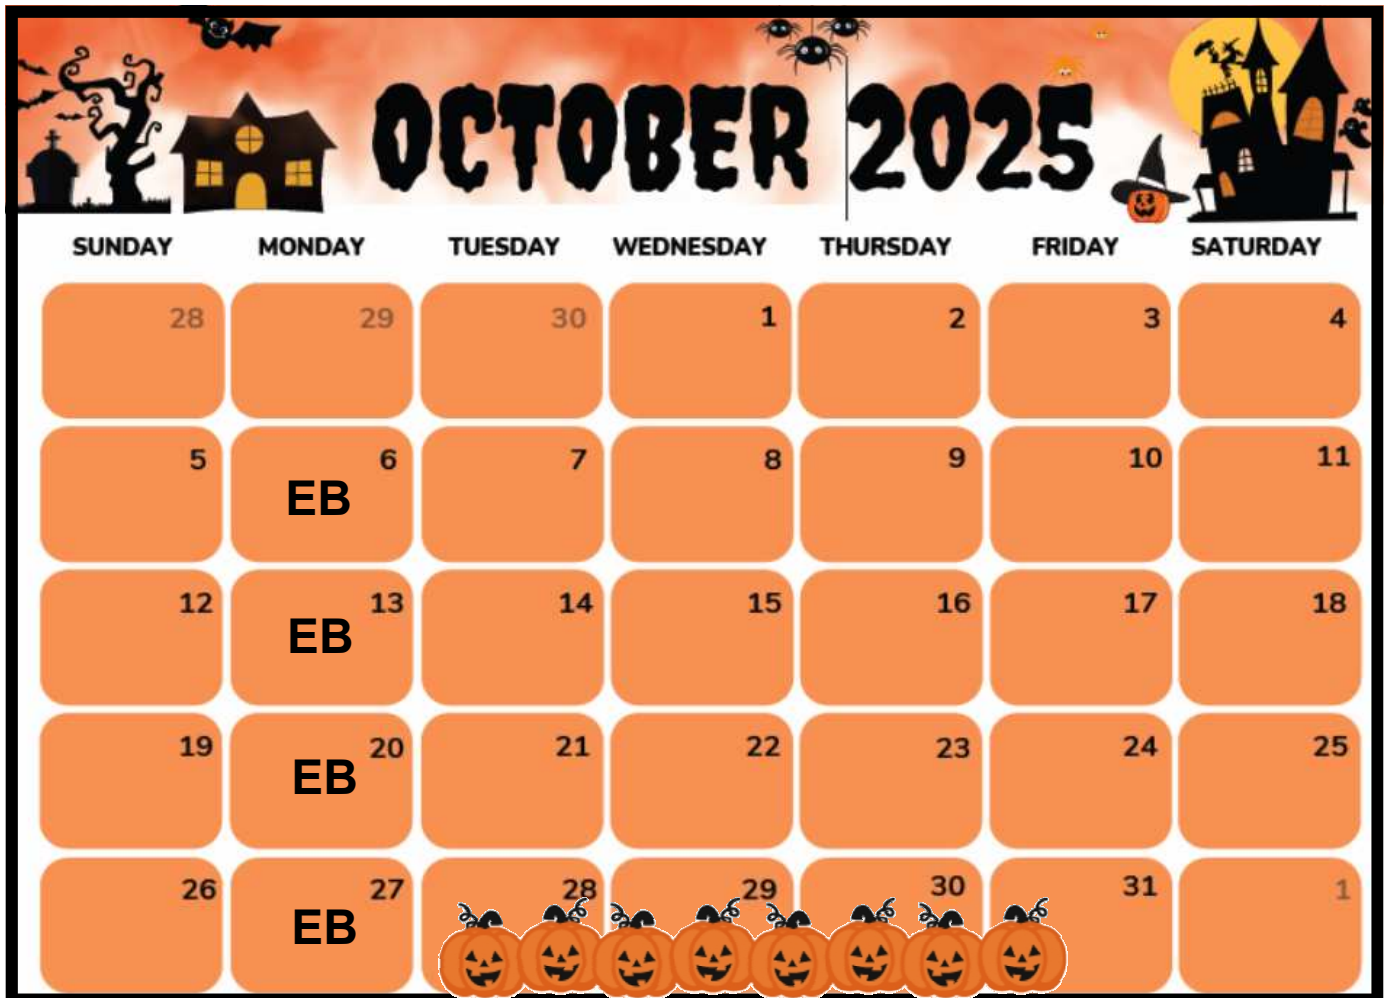 OCTOBER 2025
SUNDAY MONDAY TUESDAY WEDNESDAY THURSDAY FRIDAY SATURDAY
28 29 30 1 2 3 4
5 6 7 8 9 10 11
EB
12 13 14 15 16 17 18
EB
19 20 21 22 23 24 25
EB
26 27 28 29 30 31 1
EB